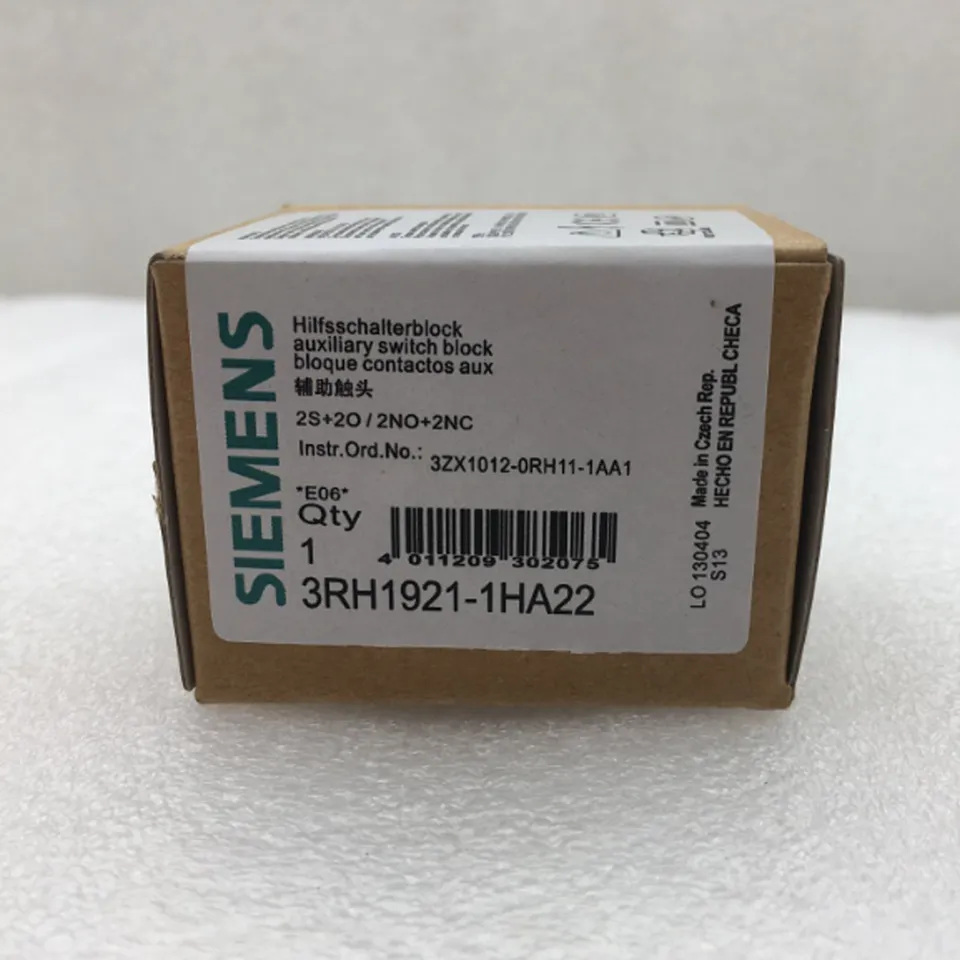 SIEMENS
Hilfsschalterblock
auxiliary switch block
bloque contactos aux
辅助触头
2S+2O / 2NO+2NC
Instr.Ord.No.: 3ZX1012-0RH11-1AA1
*E06*
Qty
1
4 011209 302075
3RH1921-1HA22
Made in Czech Rep.
HECHO EN REPUBL CHECA
LO 130404
S13